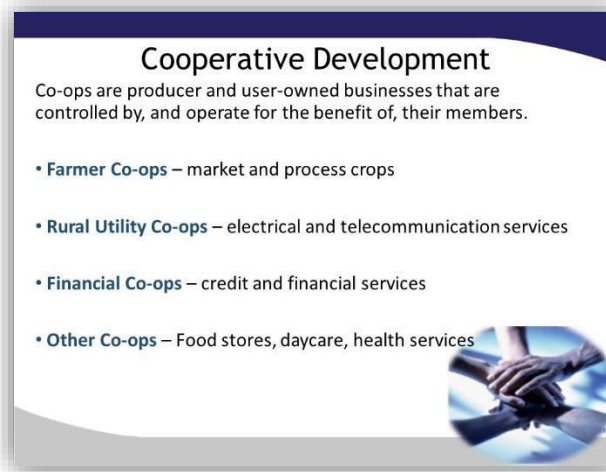 Cooperative Development
Co-ops are producer and user-owned businesses that are
controlled by, and operate for the benefit of, their members.
• Farmer Co-ops – market and process crops
• Rural Utility Co-ops – electrical and telecommunication services
• Financial Co-ops – credit and financial services
• Other Co-ops – Food stores, daycare, health services